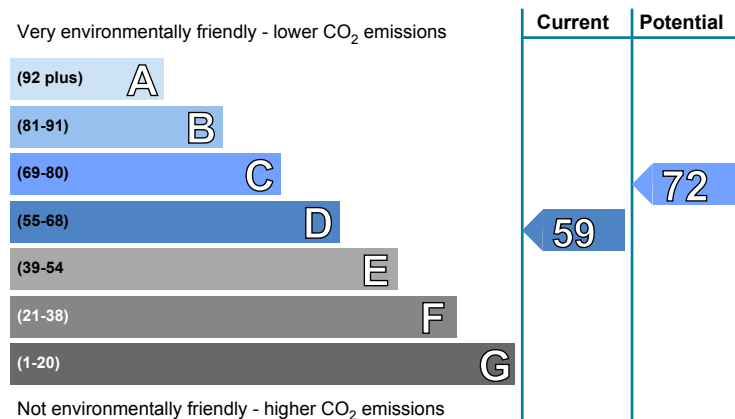 Very environmentally friendly - lower CO₂ emissions
Current
Potential
(92 plus) A
(81-91) B
(69-80) C
(55-68) D
(39-54 E
(21-38) F
(1-20) G
72
59
Not environmentally friendly - higher CO₂ emissions